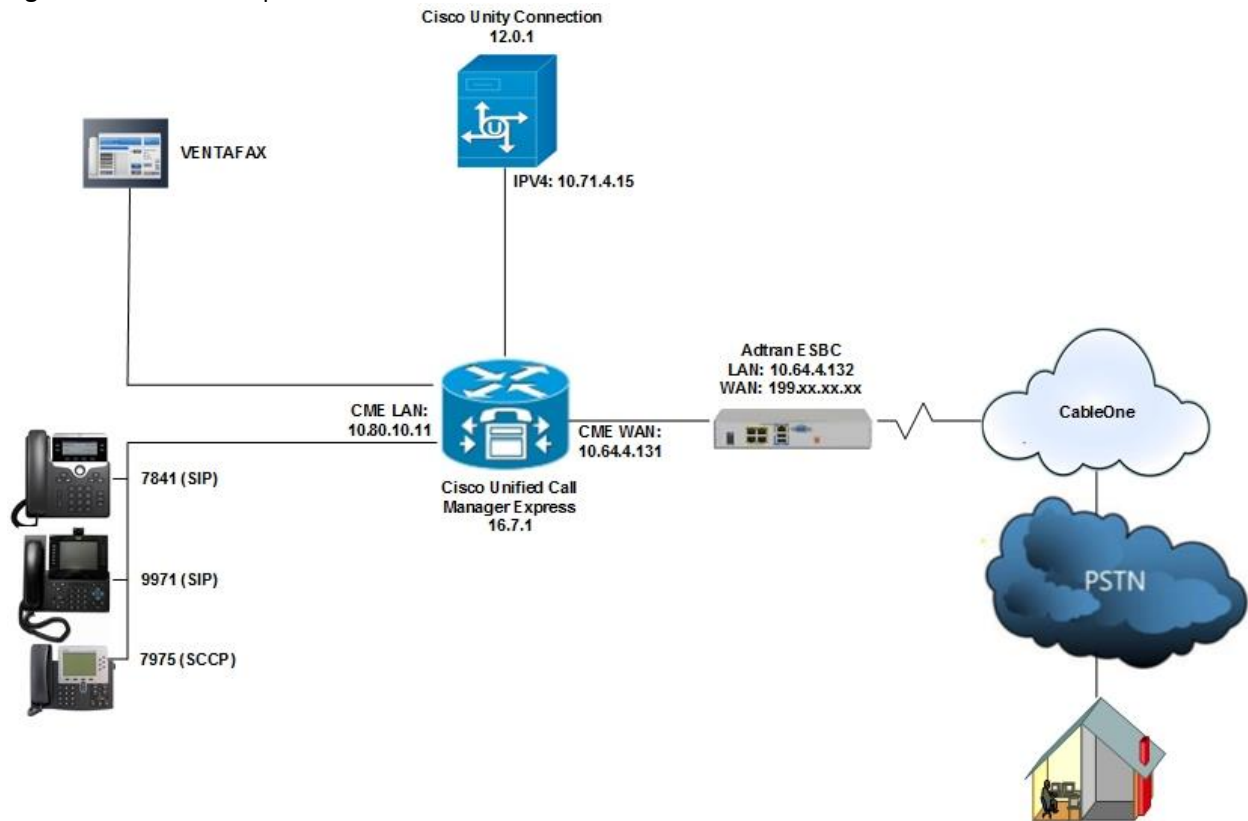 Cisco Unity Connection
12.0.1
VENTAFAX
IPV4: 10.71.4.15
Adtran ESBC
LAN: 10.64.4.132
WAN: 199.xx.xx.xx
CME LAN:
10.80.10.11
CME WAN:
10.64.4.131
CableOne
7841 (SIP)
Cisco Unified Call
Manager Express
16.7.1
9971 (SIP)
PSTN
7975 (SCCP)
U